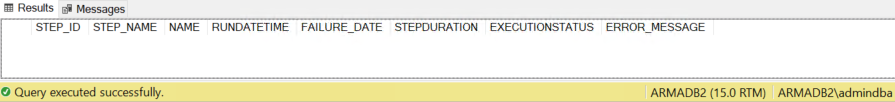 Results Messages
STEP_ID STEP_NAME NAME RUNDATETIME FAILURE_DATE STEPDURATION EXECUTIONSTATUS ERROR_MESSAGE
Query executed successfully. ARMADB2 (15.0 RTM) ARMADB2\admindba